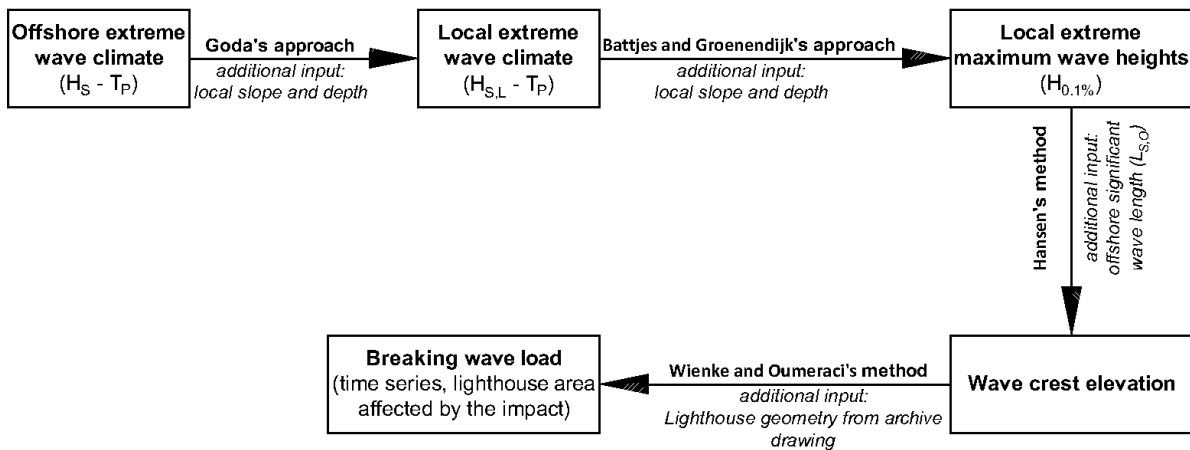 Offshore extreme
wave climate
(H_S - T_P)
Goda's approach
additional input:
local slope and depth
Local extreme
wave climate
(H_S,L - T_P)
Battjes and Groenendijk's approach
additional input:
local slope and depth
Local extreme
maximum wave heights
(H_0.1%)
Hansen's method
additional input:
offshore significant
wave length (L_S,O)
Wave crest elevation
Wienke and Oumeraci's method
additional input:
Lighthouse geometry from archive
drawing
Breaking wave load
(time series, lighthouse area
affected by the impact)